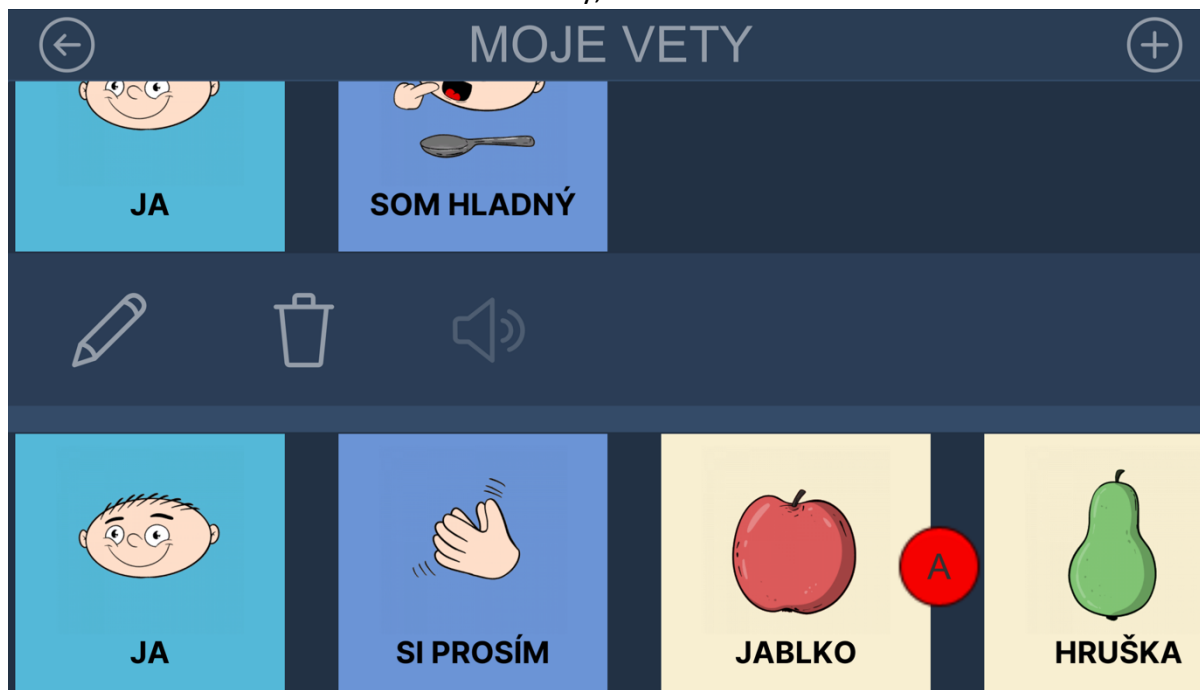 MOJE VETY
JA
SOM HLADNÝ
JA
SI PROSÍM
JABLKO
A
HRUŠKA